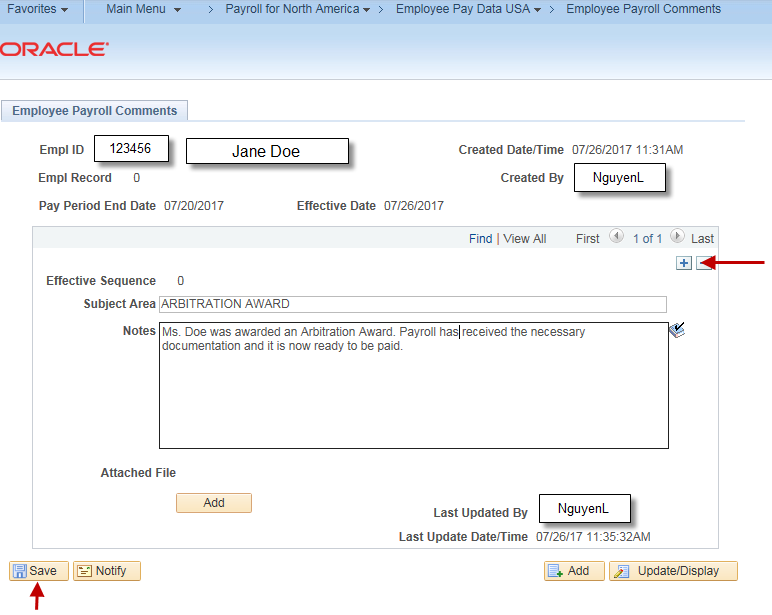 Favorites Main Menu > Payroll for North America > Employee Pay Data USA > Employee Payroll Comments
ORACLE
Employee Payroll Comments
Empl ID 123456 Jane Doe Created Date/Time 07/26/2017 11:31AM
Empl Record 0 Created By NguyenL
Pay Period End Date 07/20/2017 Effective Date 07/26/2017
Find | View All First 1 of 1 Last
Effective Sequence 0
Subject Area ARBITRATION AWARD
Notes Ms. Doe was awarded an Arbitration Award. Payroll has received the necessary
documentation and it is now ready to be paid.
Attached File
Add
Last Updated By NguyenL
Last Update Date/Time 07/26/17 11:35:32AM
Save Notify Add Update/Display